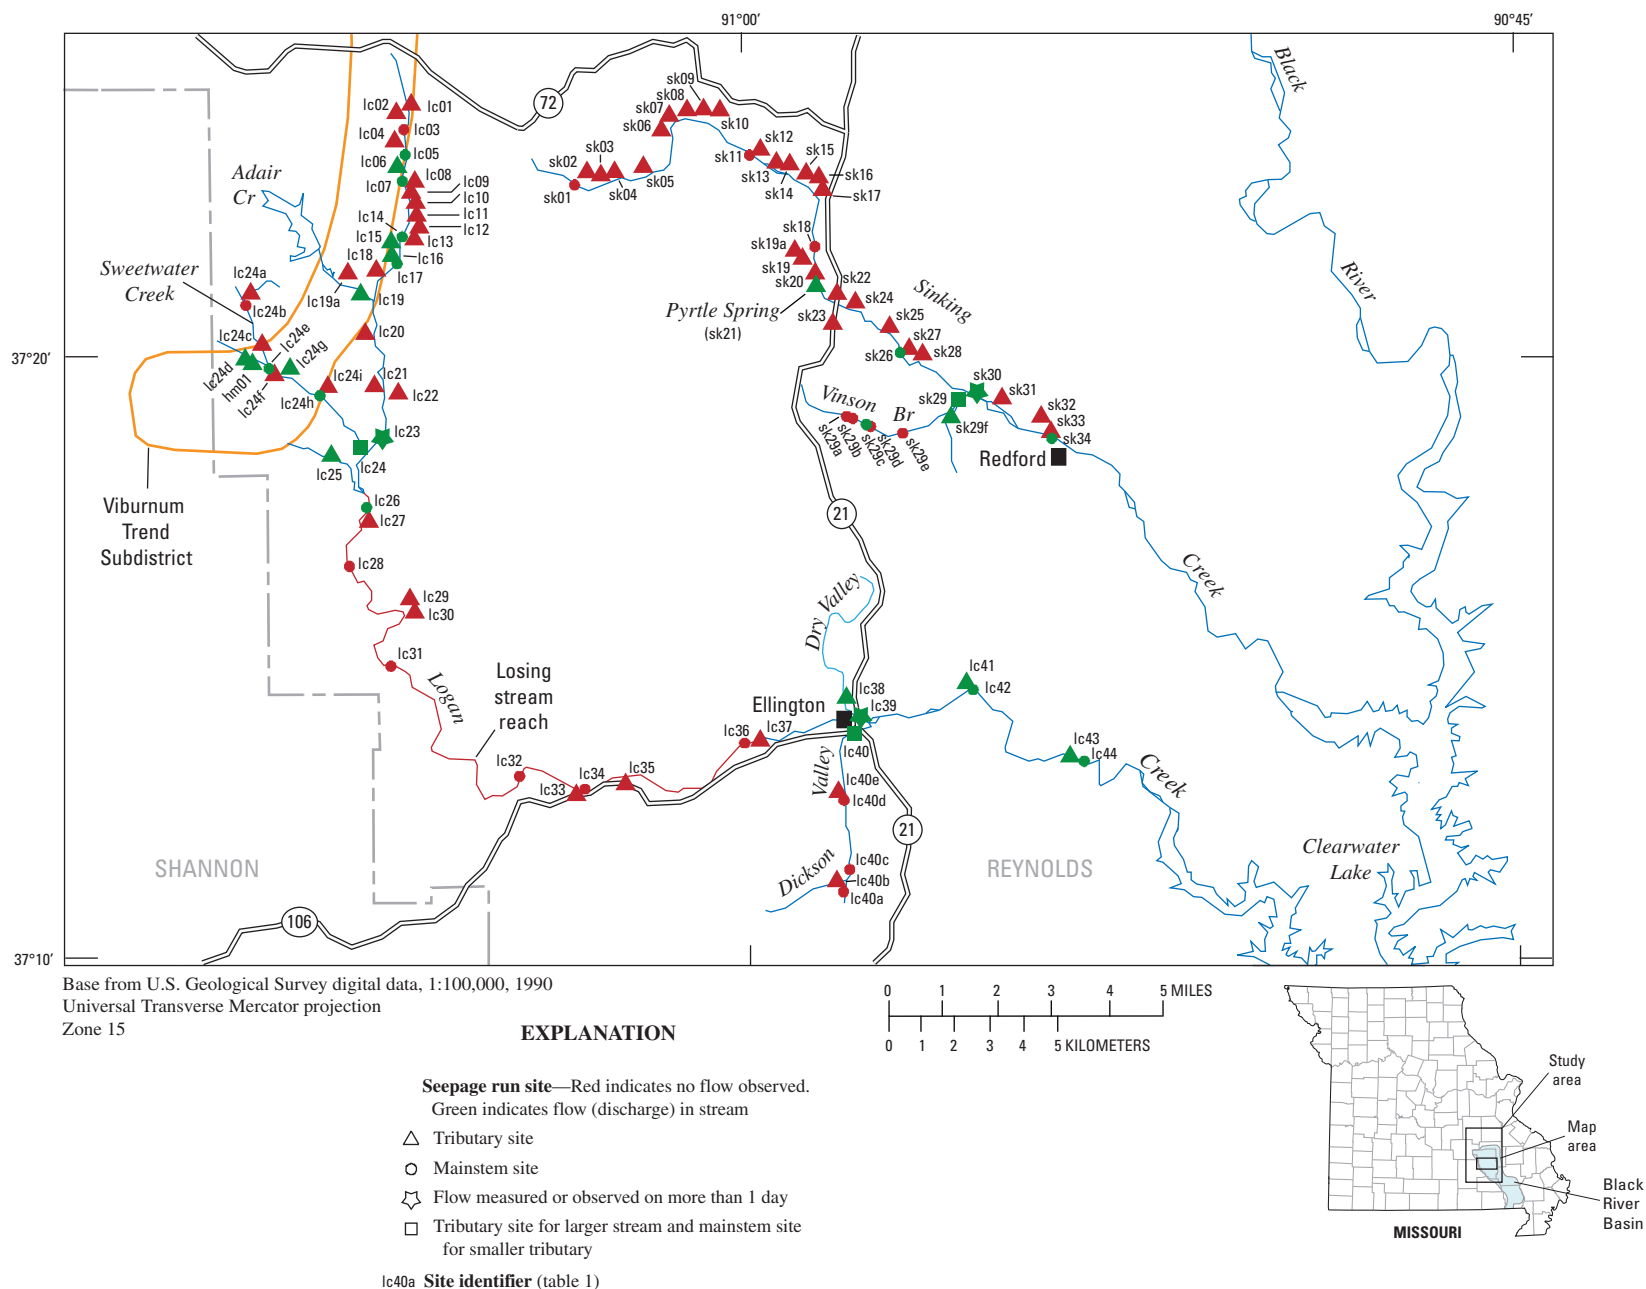 91°00′
90°45′
Black
River
72
sk09
sk08
sk07
sk06
sk10
lc02
lc01
lc03
lc04
lc05
lc06
lc08
lc07
lc09
lc10
lc11
lc12
lc14
lc13
lc15
lc16
lc17
lc18
lc19a
lc19
sk12
sk11
sk15
sk13
sk14
sk16
sk17
sk03
sk02
sk05
sk04
sk01
Adair
Cr
sk18
sk19a
sk19
sk20
sk22
sk24
sk23
Pyrtle Spring
(sk21)
Sinking
sk25
sk27
sk26
sk28
Sweetwater
Creek
lc24a
lc24b
lc24c
lc24e
lc24g
lc24d
hm01
lc24f
lc24i
lc24h
lc20
lc21
lc22
lc23
lc24
lc25
lc26
lc27
37°20′
sk30
sk31
sk29
sk32
sk33
sk29f
sk34
Vinson
Br
sk29a
sk29b
sk29c
sk29d
sk29e
Redford
Viburnum
Trend
Subdistrict
21
Creek
lc28
lc29
lc30
lc31
Logan
Losing
stream
reach
Dry Valley
lc41
lc42
lc38
Ellington
lc39
lc36
lc37
lc40
lc43
lc44
Creek
lc32
lc34
lc35
lc33
Valley
lc40e
lc40d
21
Clearwater
Lake
lc40c
lc40b
lc40a
Dickson
SHANNON
REYNOLDS
106
37°10′
Base from U.S. Geological Survey digital data, 1:100,000, 1990
Universal Transverse Mercator projection
Zone 15
0 1 2 3 4 5 MILES
0 1 2 3 4 5 KILOMETERS
EXPLANATION
Seepage run site—Red indicates no flow observed.
Green indicates flow (discharge) in stream
Tributary site
Mainstem site
Flow measured or observed on more than 1 day
Tributary site for larger stream and mainstem site
for smaller tributary
lc40a Site identifier (table 1)
Study
area
Map
area
Black
River
Basin
MISSOURI